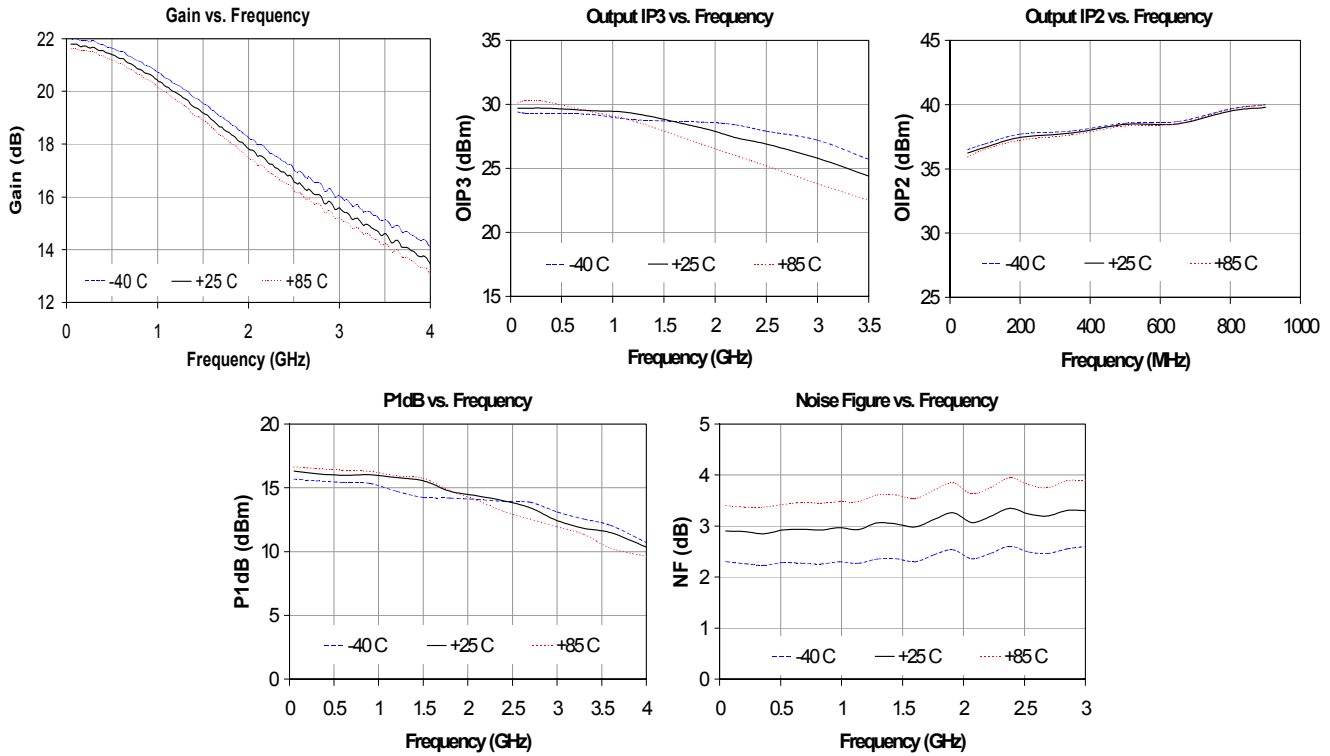 Gain vs. Frequency
22
20
18
16
14
12
Gain (dB)
-40 C +25 C +85 C
0 1 2 3 4
Frequency (GHz)
Output IP3 vs. Frequency
35
30
25
20
15
OIP3 (dBm)
-40 C +25 C +85 C
0 0.5 1 1.5 2 2.5 3 3.5
Frequency (GHz)
Output IP2 vs. Frequency
45
40
35
30
25
OIP2 (dBm)
-40 C +25 C +85 C
200 400 600 800 1000
Frequency (MHz)
P1dB vs. Frequency
20
15
10
5
0
P1dB (dBm)
-40 C +25 C +85 C
0 0.5 1 1.5 2 2.5 3 3.5 4
Frequency (GHz)
Noise Figure vs. Frequency
5
4
3
2
1
0
NF (dB)
-40 C +25 C +85 C
0 0.5 1 1.5 2 2.5 3
Frequency (GHz)